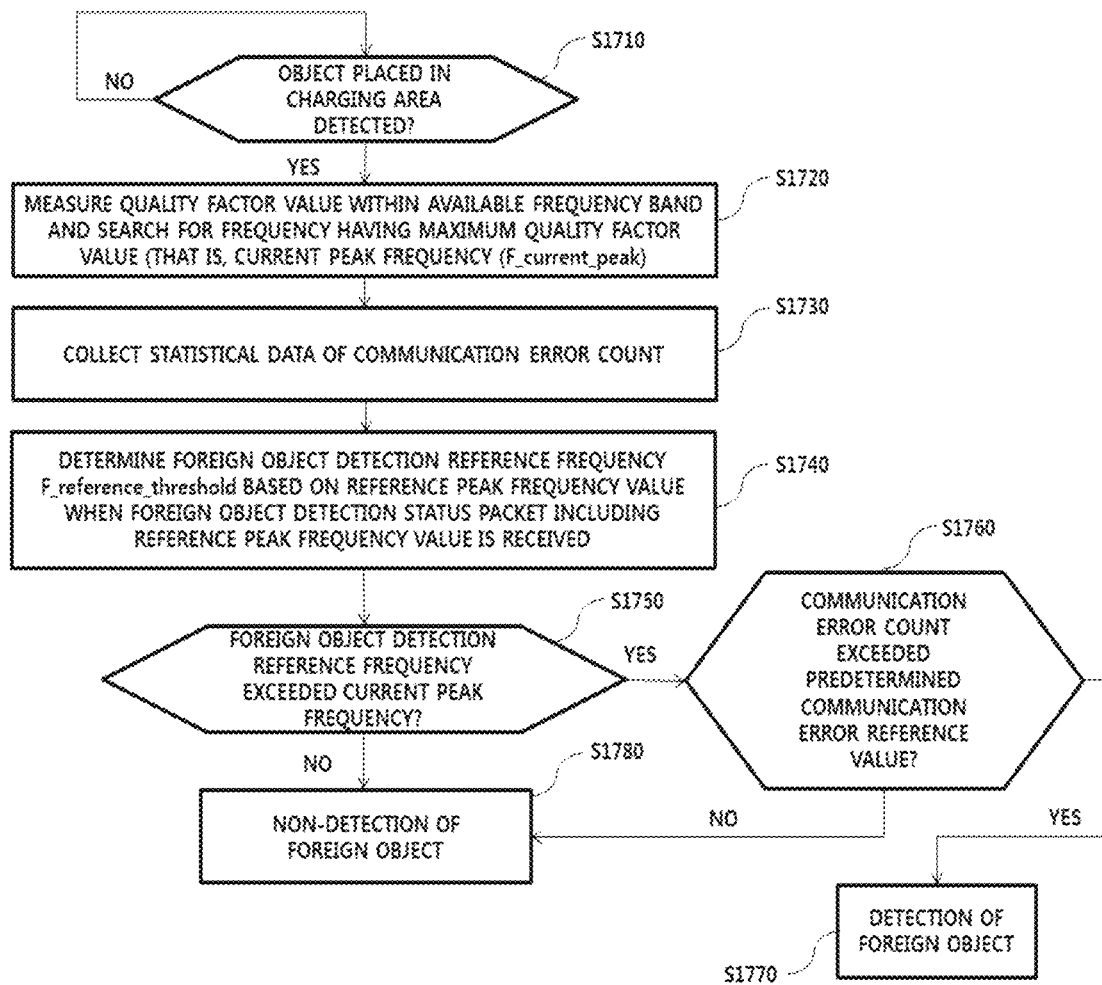 S1710
OBJECT PLACED IN
CHARGING AREA
DETECTED?
NO
YES
S1720
MEASURE QUALITY FACTOR VALUE WITHIN AVAILABLE FREQUENCY BAND
AND SEARCH FOR FREQUENCY HAVING MAXIMUM QUALITY FACTOR
VALUE (THAT IS, CURRENT PEAK FREQUENCY (F_current_peak)
S1730
COLLECT STATISTICAL DATA OF COMMUNICATION ERROR COUNT
S1740
DETERMINE FOREIGN OBJECT DETECTION REFERENCE FREQUENCY
F_reference_threshold BASED ON REFERENCE PEAK FREQUENCY VALUE
WHEN FOREIGN OBJECT DETECTION STATUS PACKET INCLUDING
REFERENCE PEAK FREQUENCY VALUE IS RECEIVED
S1750
FOREIGN OBJECT DETECTION
REFERENCE FREQUENCY
EXCEEDED CURRENT PEAK
FREQUENCY?
YES
NO
S1760
COMMUNICATION
ERROR COUNT
EXCEEDED
PREDETERMINED
COMMUNICATION
ERROR REFERENCE
VALUE?
NO
YES
S1780
NON-DETECTION OF
FOREIGN OBJECT
DETECTION OF
FOREIGN OBJECT
S1770